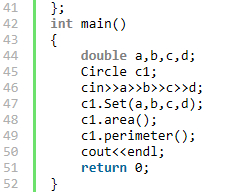 41 };
42 int main()
43 {
44 double a,b,c,d;
45 Circle c1;
46 cin>>a>>b>>c>>d;
47 c1.Set(a,b,c,d);
48 c1.area();
49 c1.perimeter();
50 cout<<endl;
51 return 0;
52 }